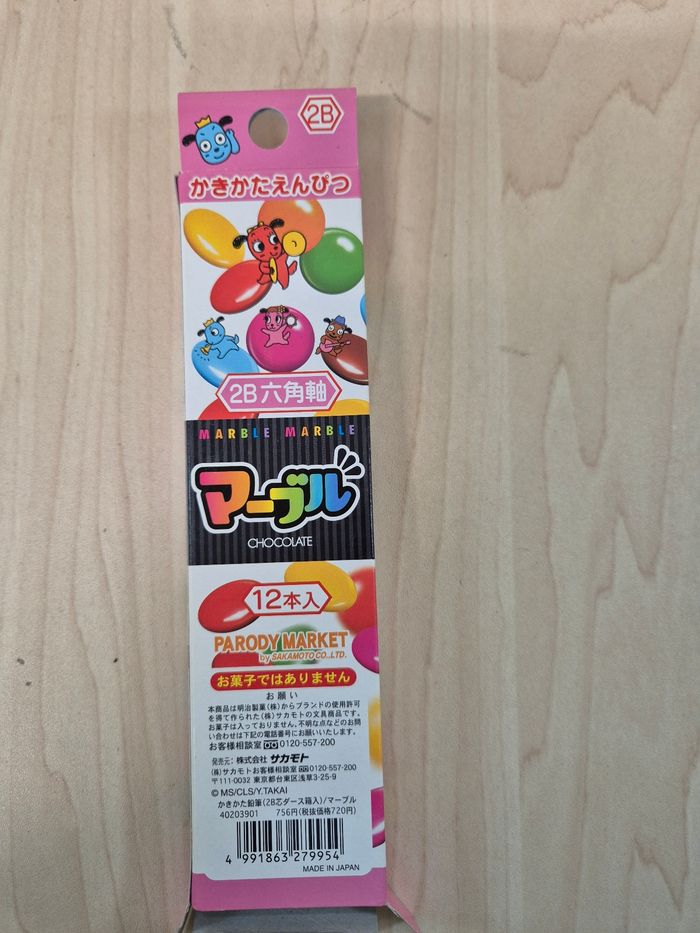 2B
かきかたえんぴつ
2B 六角軸
MARBLE MARBLE
マーブル
CHOCOLATE
12本入
PARODY MARKET
by SAKAMOTO CO.,LTD.
お菓子ではありません
お願い
本商品は明治製菓(株)からブランドの使用許可
を得て作られた(株)サカモトの文具商品です。
お菓子は入っておりません。不明な点などのお問
い合わせは下記の電話番号にお願いいたします。
お客様相談室 0120-557-200
発売元：株式会社 サカモト
(株)サカモトお客様相談室 0120-557-200
〒111-0032 東京都台東区浅草3-25-9
© MS/CLS/Y.TAKAI
かきかた鉛筆(2B芯ダース箱入)/マーブル
40203901 756円(税抜価格720円)
4 991863 279954
MADE IN JAPAN